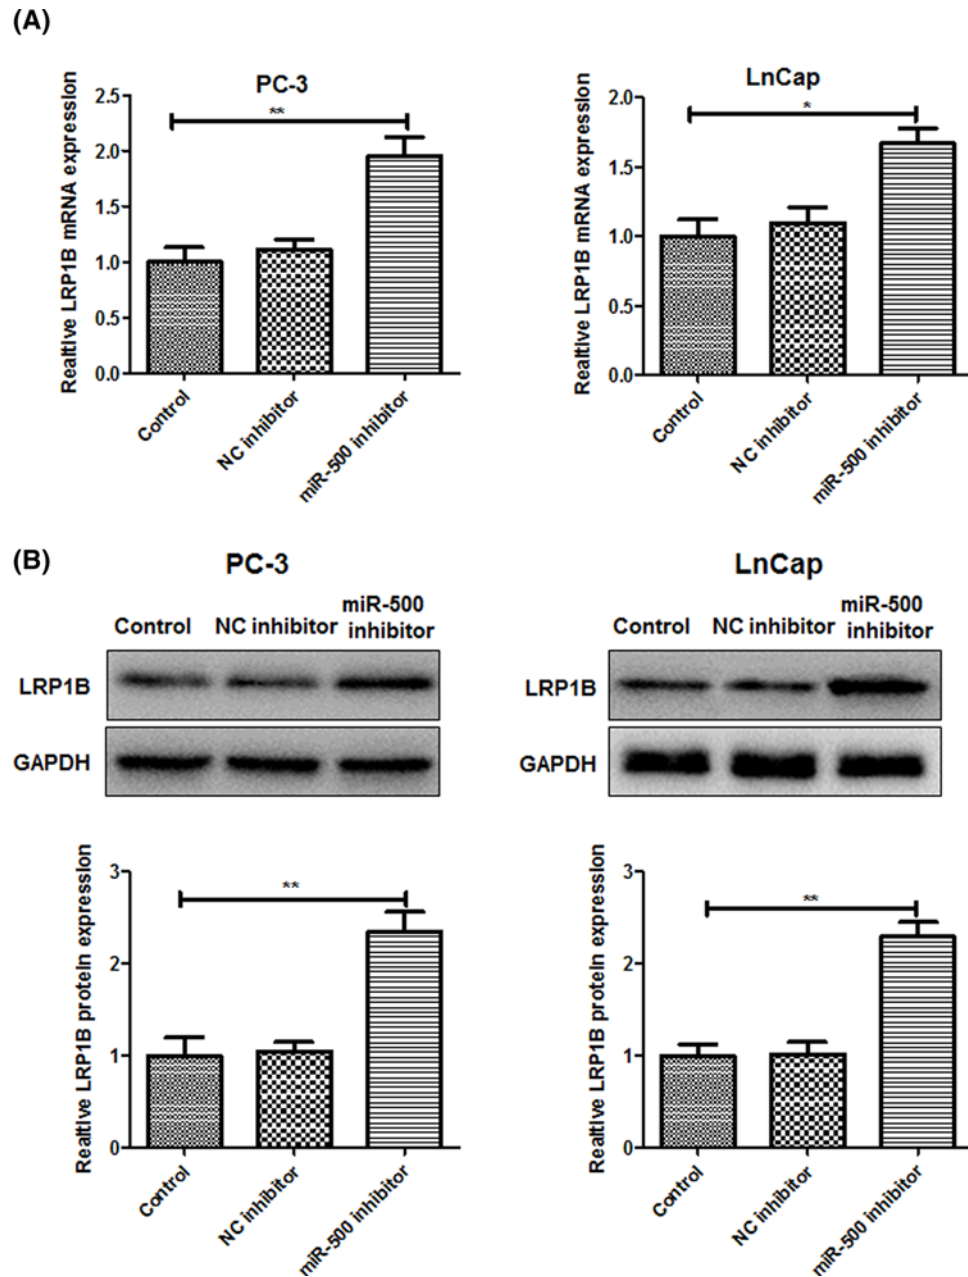 (A)
PC-3
Realtive LRP1B mRNA expression
2.5
2.0
1.5
1.0
0.5
0.0
**
Control
NC inhibitor
miR-500 inhibitor
LnCap
Realtive LRP1B mRNA expression
2.0
1.5
1.0
0.5
0.0
*
Control
NC inhibitor
miR-500 inhibitor
(B)
PC-3
Control NC inhibitor miR-500
inhibitor
LRP1B
GAPDH
LnCap
Control NC inhibitor miR-500
inhibitor
LRP1B
GAPDH
Realtive LRP1B protein expression
3
2
1
0
**
Control
NC inhibitor
miR-500 inhibitor
Realtive LRP1B protein expression
3
2
1
0
**
Control
NC inhibitor
miR-500 inhibitor